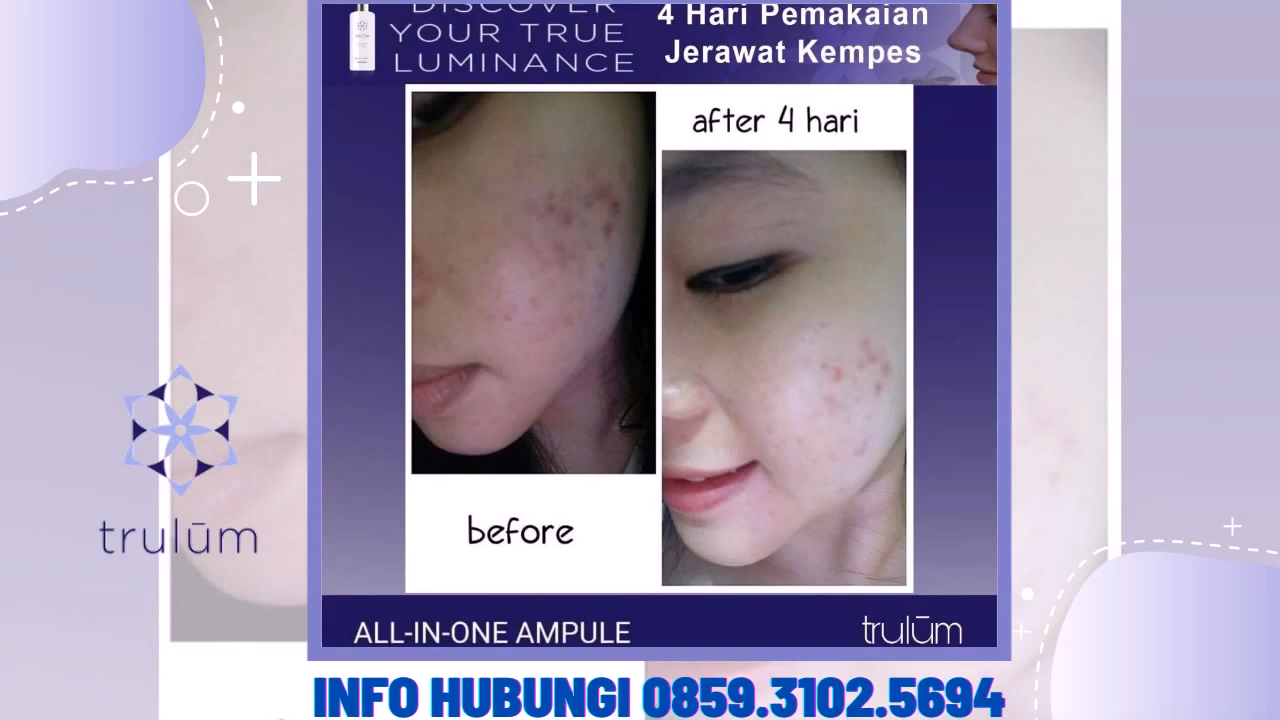 DISCOVER
YOUR TRUE
LUMINANCE
4 Hari Pemakaian
Jerawat Kempes
after 4 hari
before
trulūm
ALL-IN-ONE AMPULE
trulūm
INFO HUBUNGI 0859.3102.5694